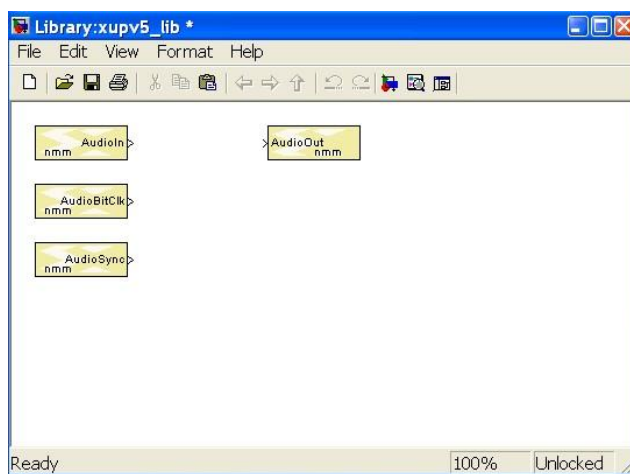 Library:xupv5_lib *
File Edit View Format Help
AudioIn
nmm
AudioOut
nmm
AudioBitClk
nmm
AudioSync
nmm
Ready 100% Unlocked